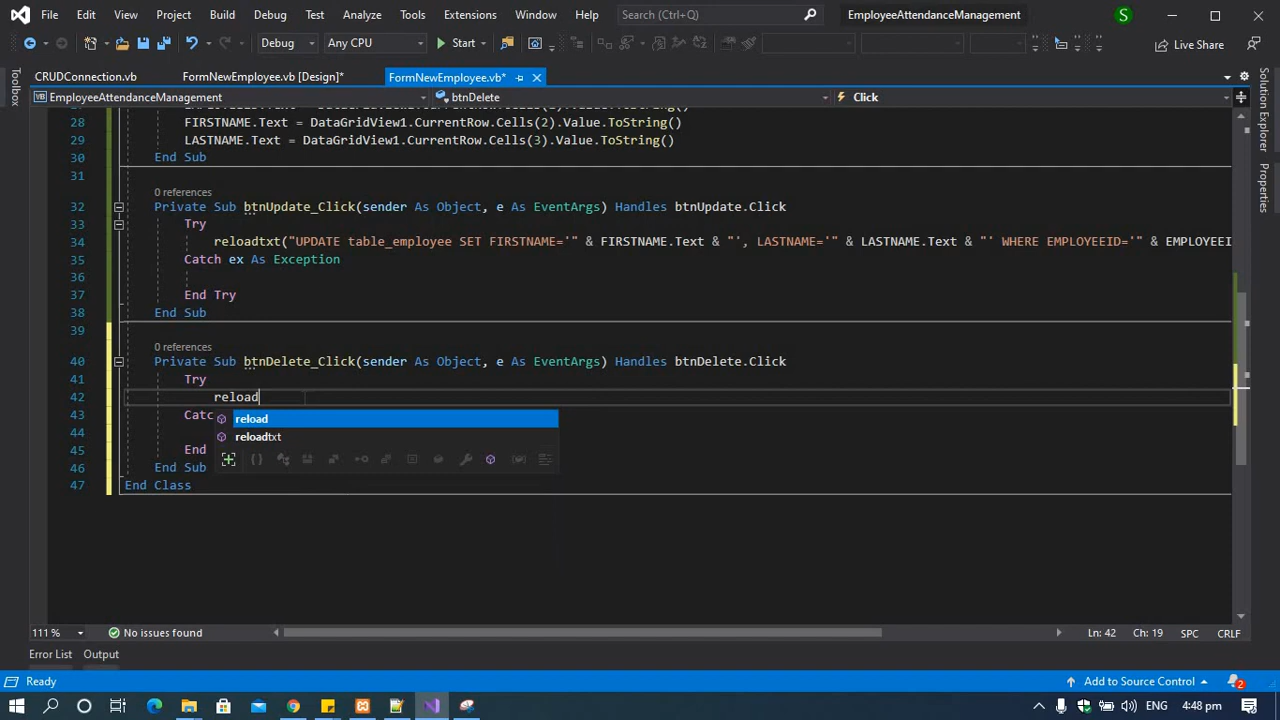 File Edit View Project Build Debug Test Analyze Tools Extensions Window Help Search (Ctrl+Q) EmployeeAttendanceManagement S
Debug Any CPU Start Live Share
CRUDConnection.vb FormNewEmployee.vb [Design]* FormNewEmployee.vb*
EmployeeAttendanceManagement btnDelete Click
Toolbox
Solution Explorer
Properties
28 FIRSTNAME.Text = DataGridView1.CurrentRow.Cells(2).Value.ToString()
29 LASTNAME.Text = DataGridView1.CurrentRow.Cells(3).Value.ToString()
30 End Sub
31
0 references
32 Private Sub btnUpdate_Click(sender As Object, e As EventArgs) Handles btnUpdate.Click
33 Try
34 reloadtxt("UPDATE table_employee SET FIRSTNAME='" & FIRSTNAME.Text & "', LASTNAME='" & LASTNAME.Text & "' WHERE EMPLOYEEID='" & EMPLOYEEI
35 Catch ex As Exception
36
37 End Try
38 End Sub
39
0 references
40 Private Sub btnDelete_Click(sender As Object, e As EventArgs) Handles btnDelete.Click
41 Try
42 reload
43 Catc
reload
44
reloadtxt
45 End
46 End Sub
47 End Class
111 % No issues found Ln: 42 Ch: 19 SPC CRLF
Error List Output
Ready Add to Source Control 2
ENG 4:48 pm 2